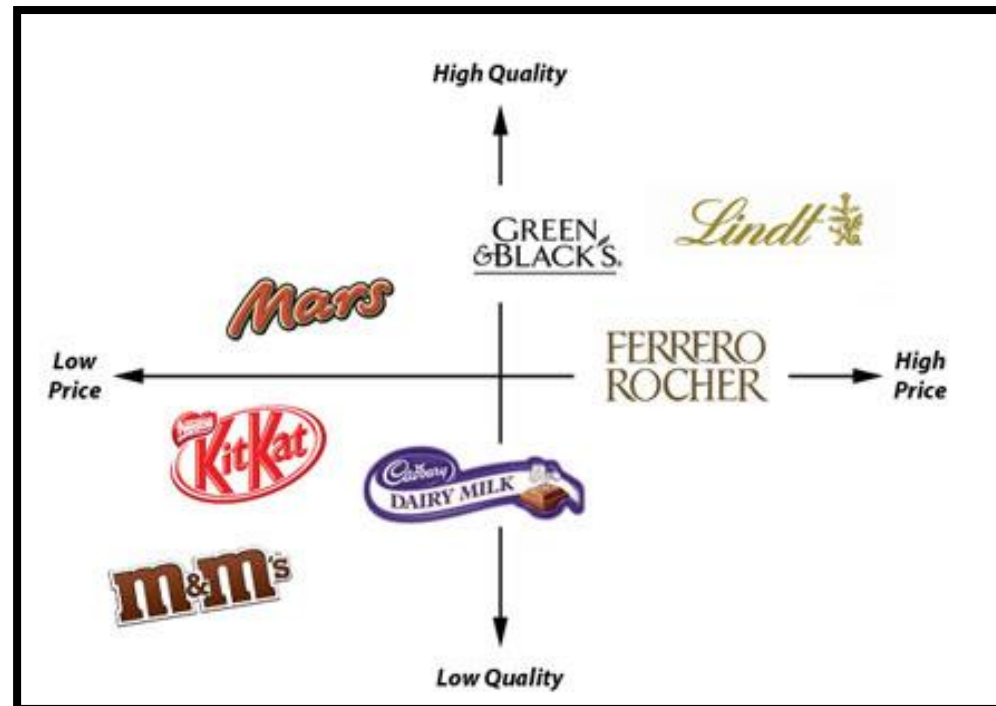 High Quality
GREEN
&BLACK'S
Lindt
Mars
Low
Price
FERRERO
ROCHER
High
Price
Nestlé
KitKat
Cadbury
DAIRY MILK
m&m's
Low Quality